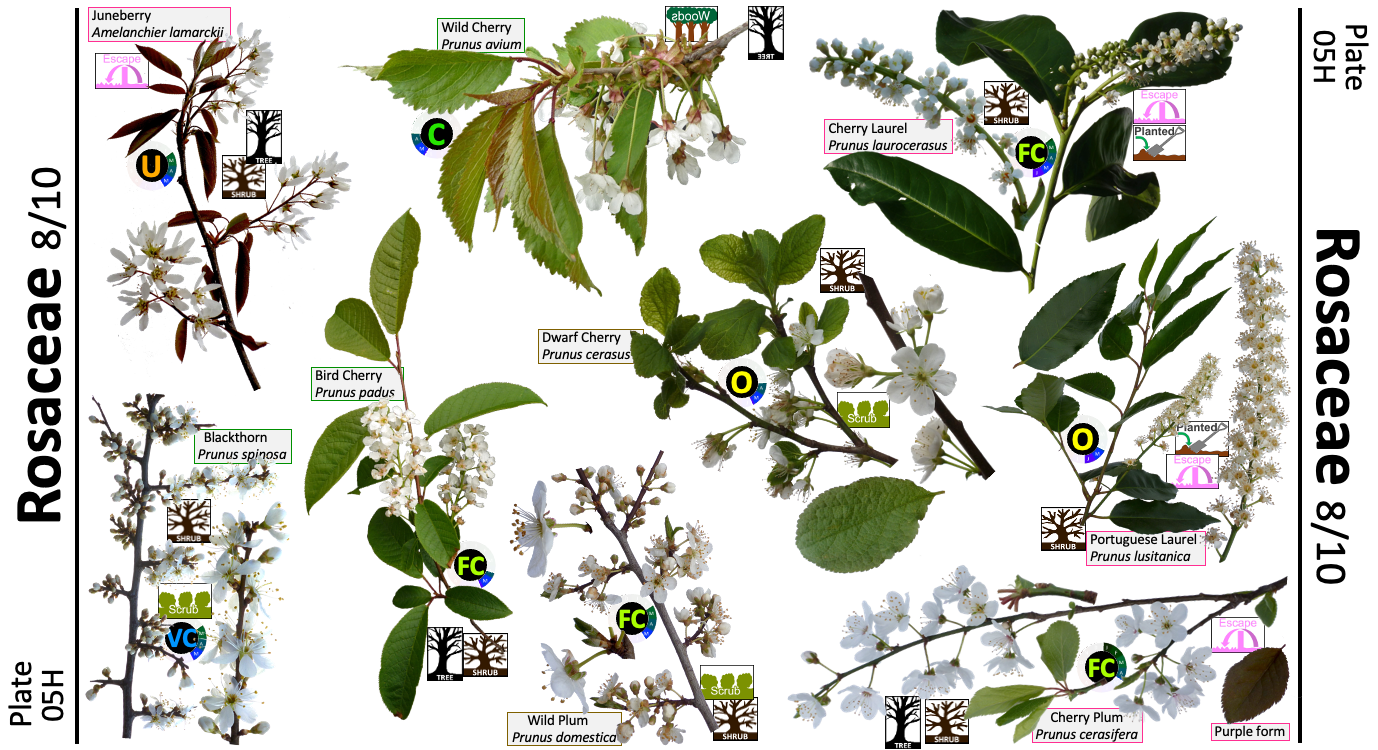 Plate
05H
Rosaceae 8/10
Juneberry
Amelanchier lamarckii
Escape
TREE
SHRUB
U
Wild Cherry
Prunus avium
Woods
TREE
C
Cherry Laurel
Prunus laurocerasus
SHRUB
Escape
Planted
FC
Plate
05H
Rosaceae 8/10
Bird Cherry
Prunus padus
FC
TREE
SHRUB
Dwarf Cherry
Prunus cerasus
SHRUB
O
Scrub
O
Planted
Escape
SHRUB
Portuguese Laurel
Prunus lusitanica
Blackthorn
Prunus spinosa
SHRUB
Scrub
VC
FC
Scrub
SHRUB
Wild Plum
Prunus domestica
FC
Escape
TREE
SHRUB
Cherry Plum
Prunus cerasifera
Purple form